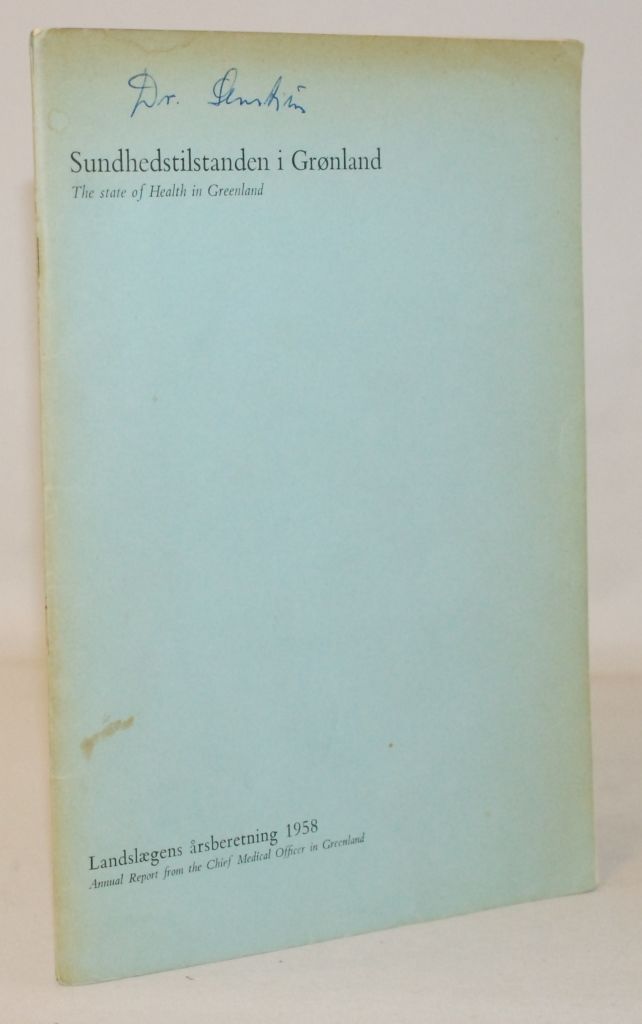 Dr.
Sundhedstilstanden i Grønland
The state of Health in Greenland
Landslægens årsberetning 1958
Annual Report from the Chief Medical Officer in Greenland